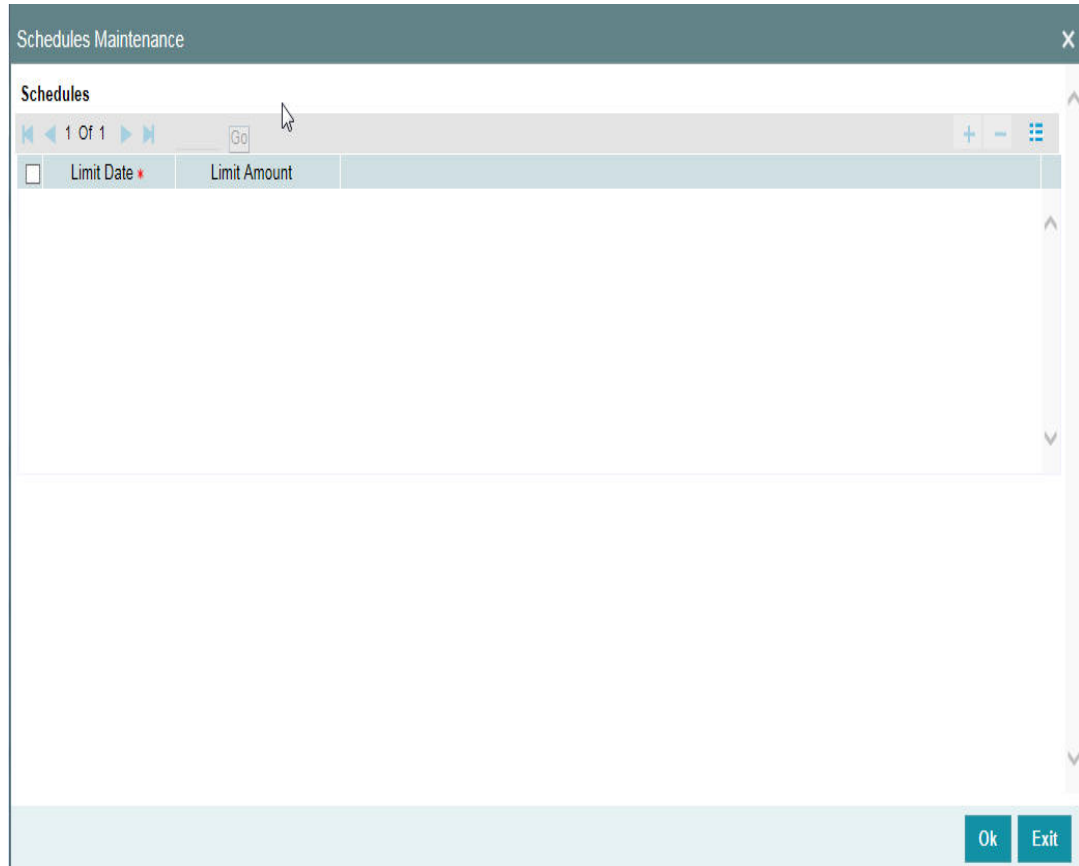 Schedules Maintenance X
Schedules
1 Of 1 Go
Limit Date * Limit Amount
Ok Exit